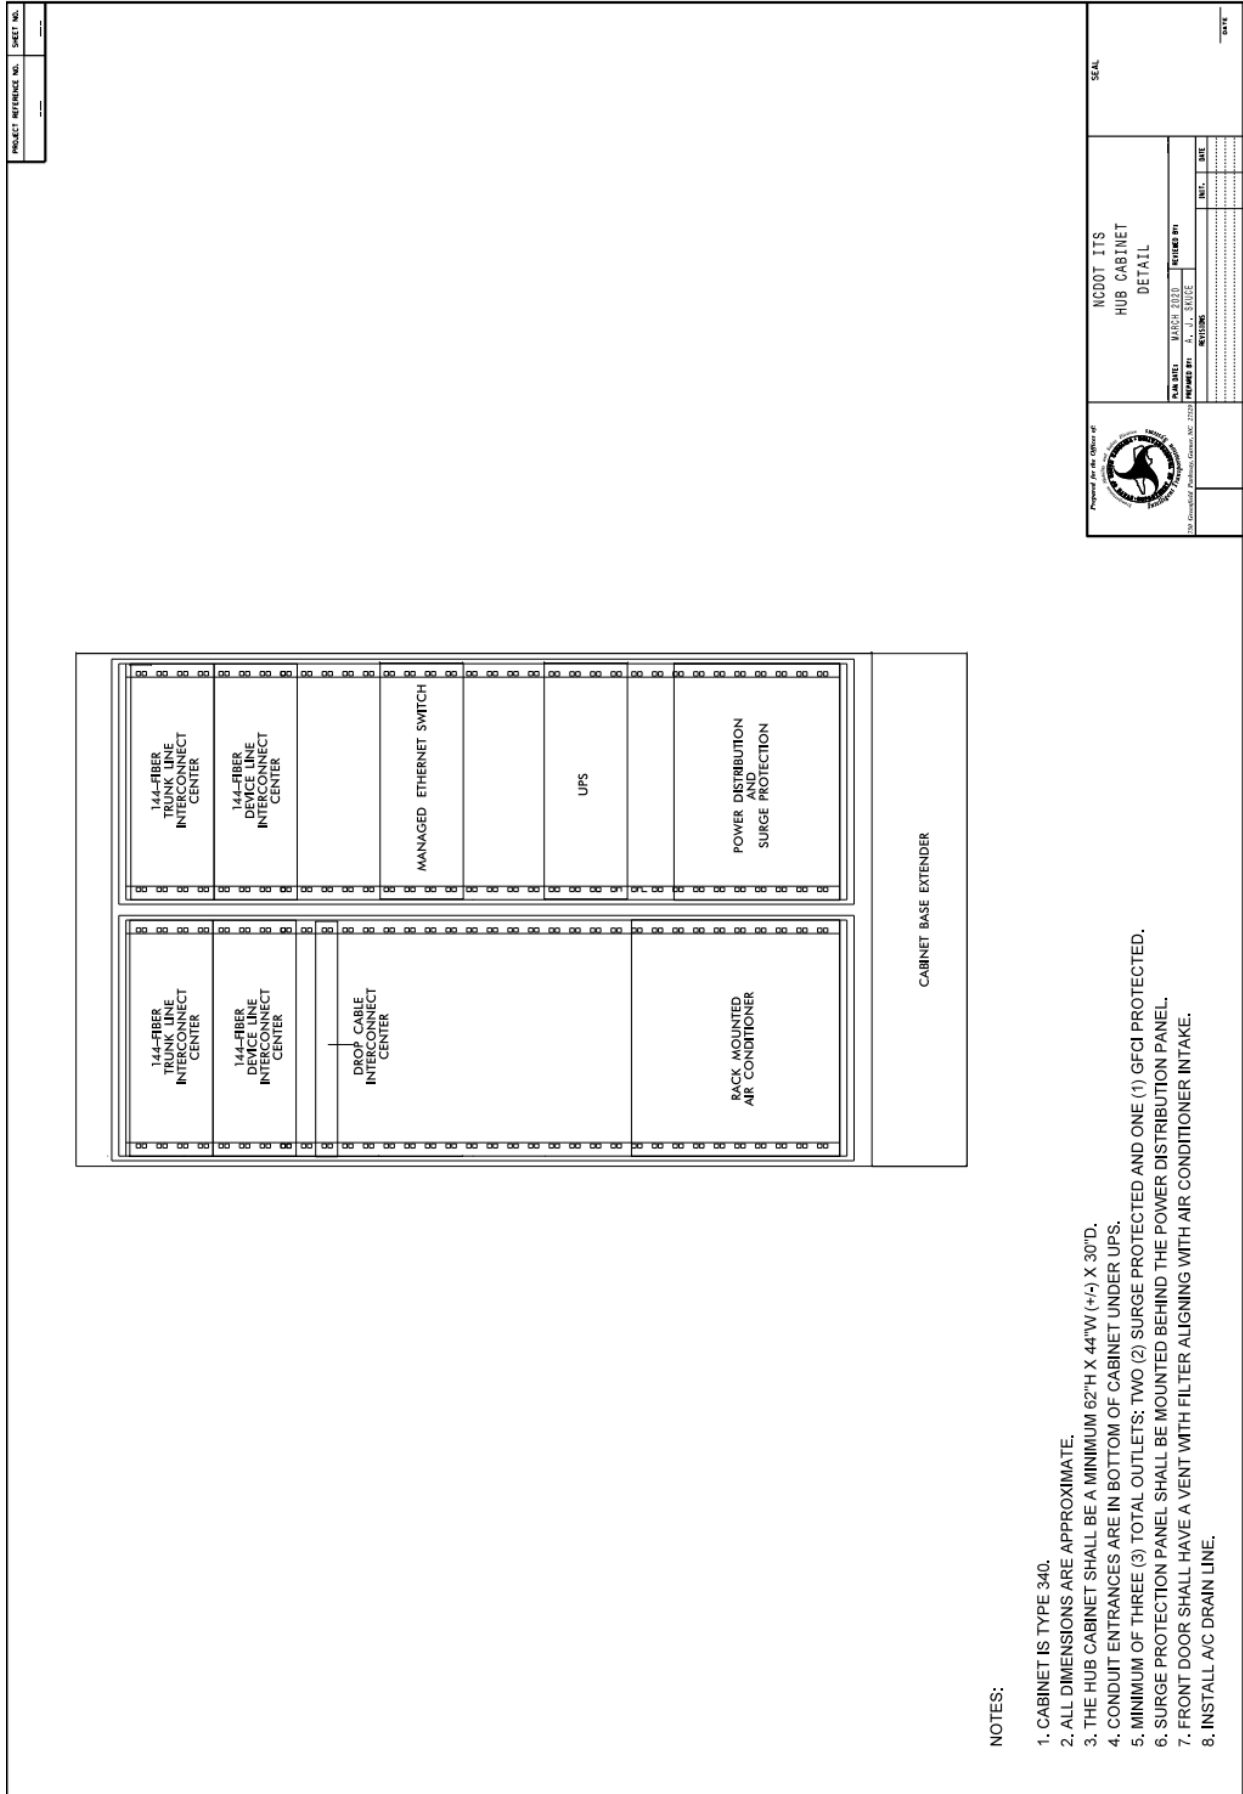 PROJECT REFERENCE NO. SHEET NO.
--- ---
144-FIBER
TRUNK LINE
INTERCONNECT
CENTER
144-FIBER
DEVICE LINE
INTERCONNECT
CENTER
DROP CABLE
INTERCONNECT
CENTER
RACK MOUNTED
AIR CONDITIONER
144-FIBER
TRUNK LINE
INTERCONNECT
CENTER
144-FIBER
DEVICE LINE
INTERCONNECT
CENTER
MANAGED ETHERNET SWITCH
UPS
POWER DISTRIBUTION
AND
SURGE PROTECTION
CABINET BASE EXTENDER
NOTES:
1. CABINET IS TYPE 340.
2. ALL DIMENSIONS ARE APPROXIMATE.
3. THE HUB CABINET SHALL BE A MINIMUM 62"H X 44"W (+/-) X 30"D.
4. CONDUIT ENTRANCES ARE IN BOTTOM OF CABINET UNDER UPS.
5. MINIMUM OF THREE (3) TOTAL OUTLETS: TWO (2) SURGE PROTECTED AND ONE (1) GFCI PROTECTED.
6. SURGE PROTECTION PANEL SHALL BE MOUNTED BEHIND THE POWER DISTRIBUTION PANEL.
7. FRONT DOOR SHALL HAVE A VENT WITH FILTER ALIGNING WITH AIR CONDITIONER INTAKE.
8. INSTALL A/C DRAIN LINE.
Prepared for the Offices of:
750 Greenfield Parkway, Garner, NC 27529
NCDOT ITS
HUB CABINET
DETAIL
PLAN DATE: MARCH 2020 REVIEWED BY:
PREPARED BY: A. J. SKUCE
REVISIONS INIT. DATE
SEAL
DATE